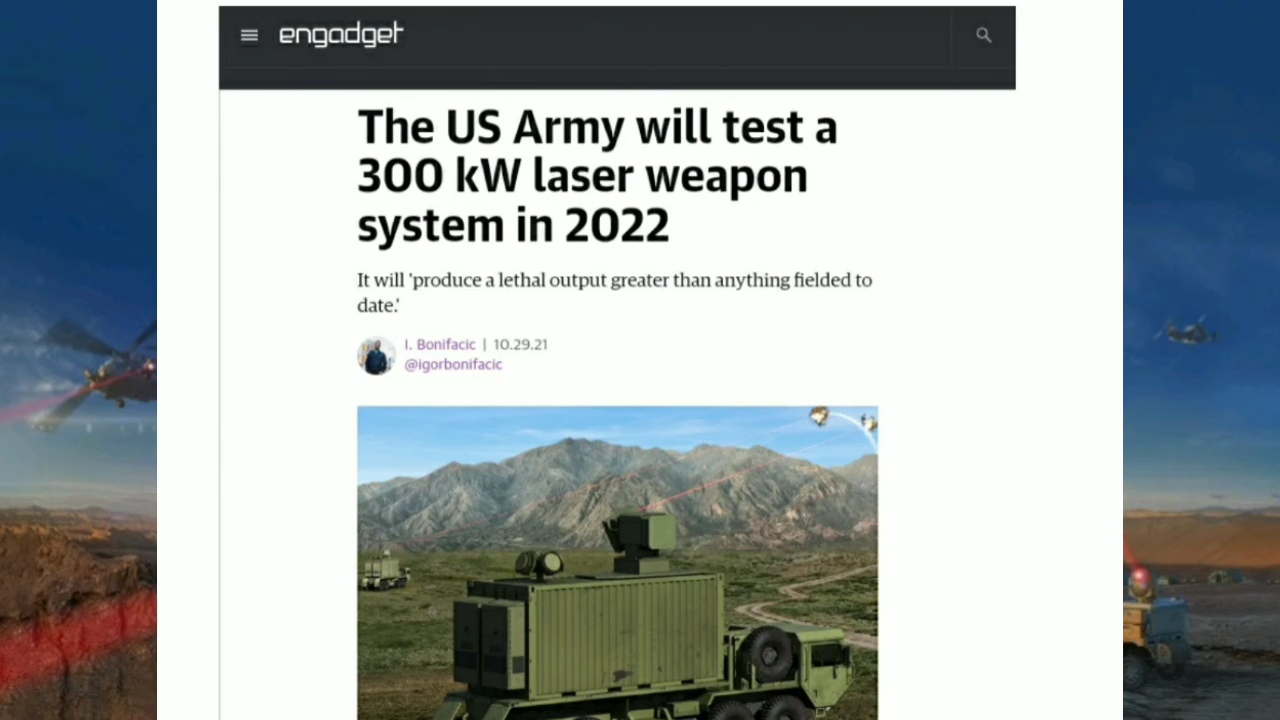 engadget
The US Army will test a
300 kW laser weapon
system in 2022
It will 'produce a lethal output greater than anything fielded to
date.'
I. Bonifacic | 10.29.21
@igorbonifacic